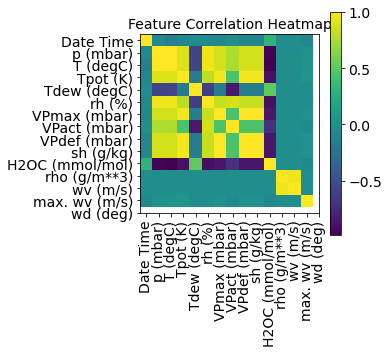 Feature Correlation Heatmap
Date Time
p (mbar)
T (degC)
Tpot (K)
Tdew (degC)
rh (%)
VPmax (mbar)
VPact (mbar)
VPdef (mbar)
sh (g/kg)
H2OC (mmol/mol)
rho (g/m**3)
wv (m/s)
max. wv (m/s)
wd (deg)
Date Time
p (mbar)
T (degC)
Tpot (K)
Tdew (degC)
rh (%)
VPmax (mbar)
VPact (mbar)
VPdef (mbar)
sh (g/kg)
H2OC (mmol/mol)
rho (g/m**3)
wv (m/s)
max. wv (m/s)
wd (deg)
1.0
0.5
0.0
−0.5